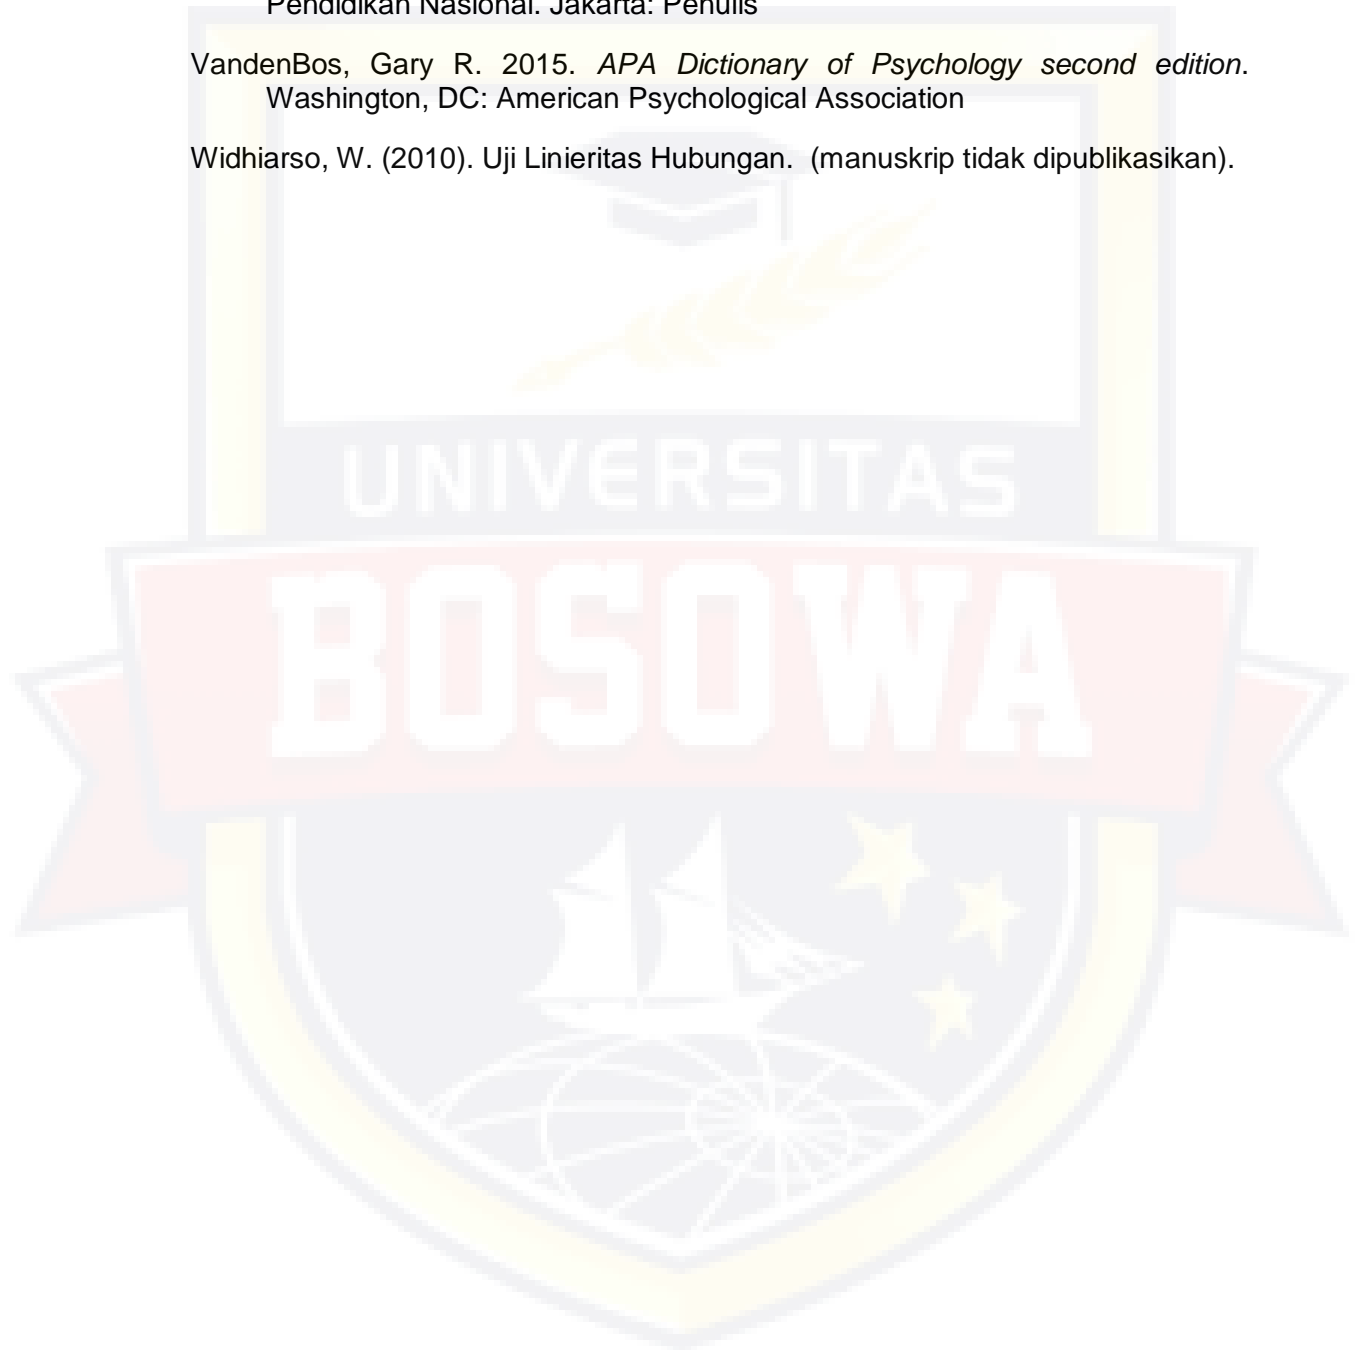 Pendidikan Nasional. Jakarta: Penulis
VandenBos, Gary R. 2015. APA Dictionary of Psychology second edition.
Washington, DC: American Psychological Association
Widhiarso, W. (2010). Uji Linieritas Hubungan.  (manuskrip tidak dipublikasikan).
UNIVERSITAS
BOSOWA